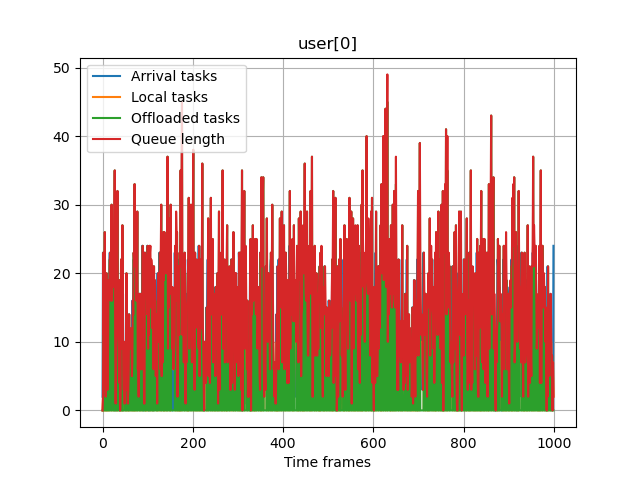 user[0]
Arrival tasks
Local tasks
Offloaded tasks
Queue length
50
40
30
20
10
0
0 200 400 600 800 1000
Time frames